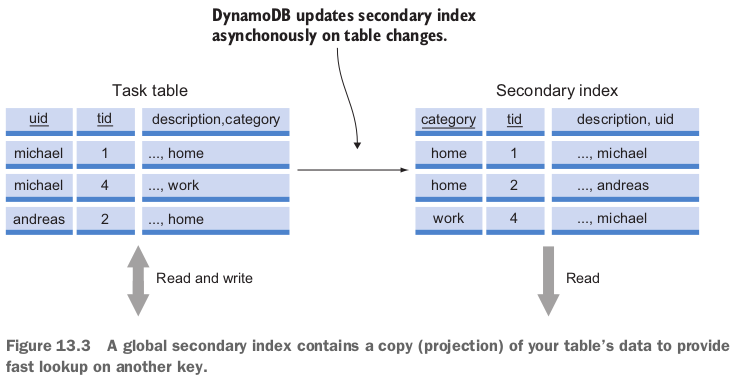 DynamoDB updates secondary index
asynchonously on table changes.
Task table
uid tid description,category
michael 1 ..., home
michael 4 ..., work
andreas 2 ..., home
Read and write
Secondary index
category tid description, uid
home 1 ..., michael
home 2 ..., andreas
work 4 ..., michael
Read
Figure 13.3 A global secondary index contains a copy (projection) of your table’s data to provide
fast lookup on another key.